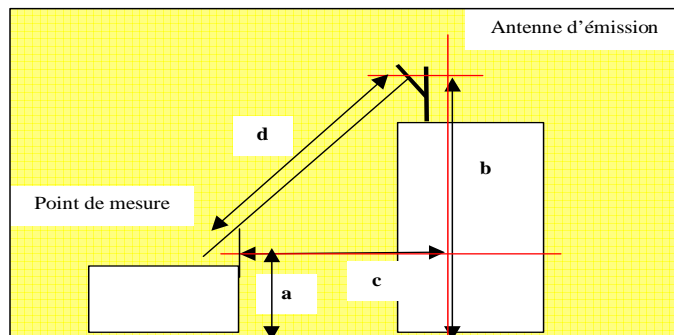 Antenne d'émission
d
b
Point de mesure
a
c